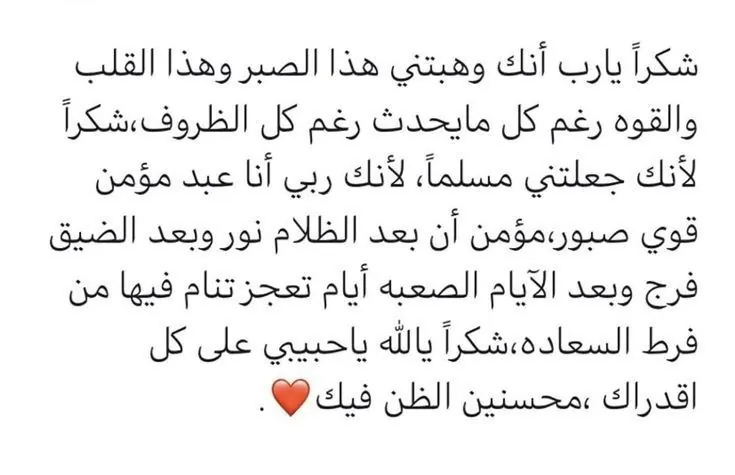 شكراً يارب أنك وهبتني هذا الصبر وهذا القلب
والقوه رغم كل مايحدث رغم كل الظروف،شكراً
لأنك جعلتني مسلماً، لأنك ربي أنا عبد مؤمن
قوي صبور،مؤمن أن بعد الظلام نور وبعد الضيق
فرج وبعد الآيام الصعبه أيام تعجز تنام فيها من
فرط السعاده،شكراً يالله ياحبيبي على كل
اقدراك ،محسنين الظن فيك❤️ .